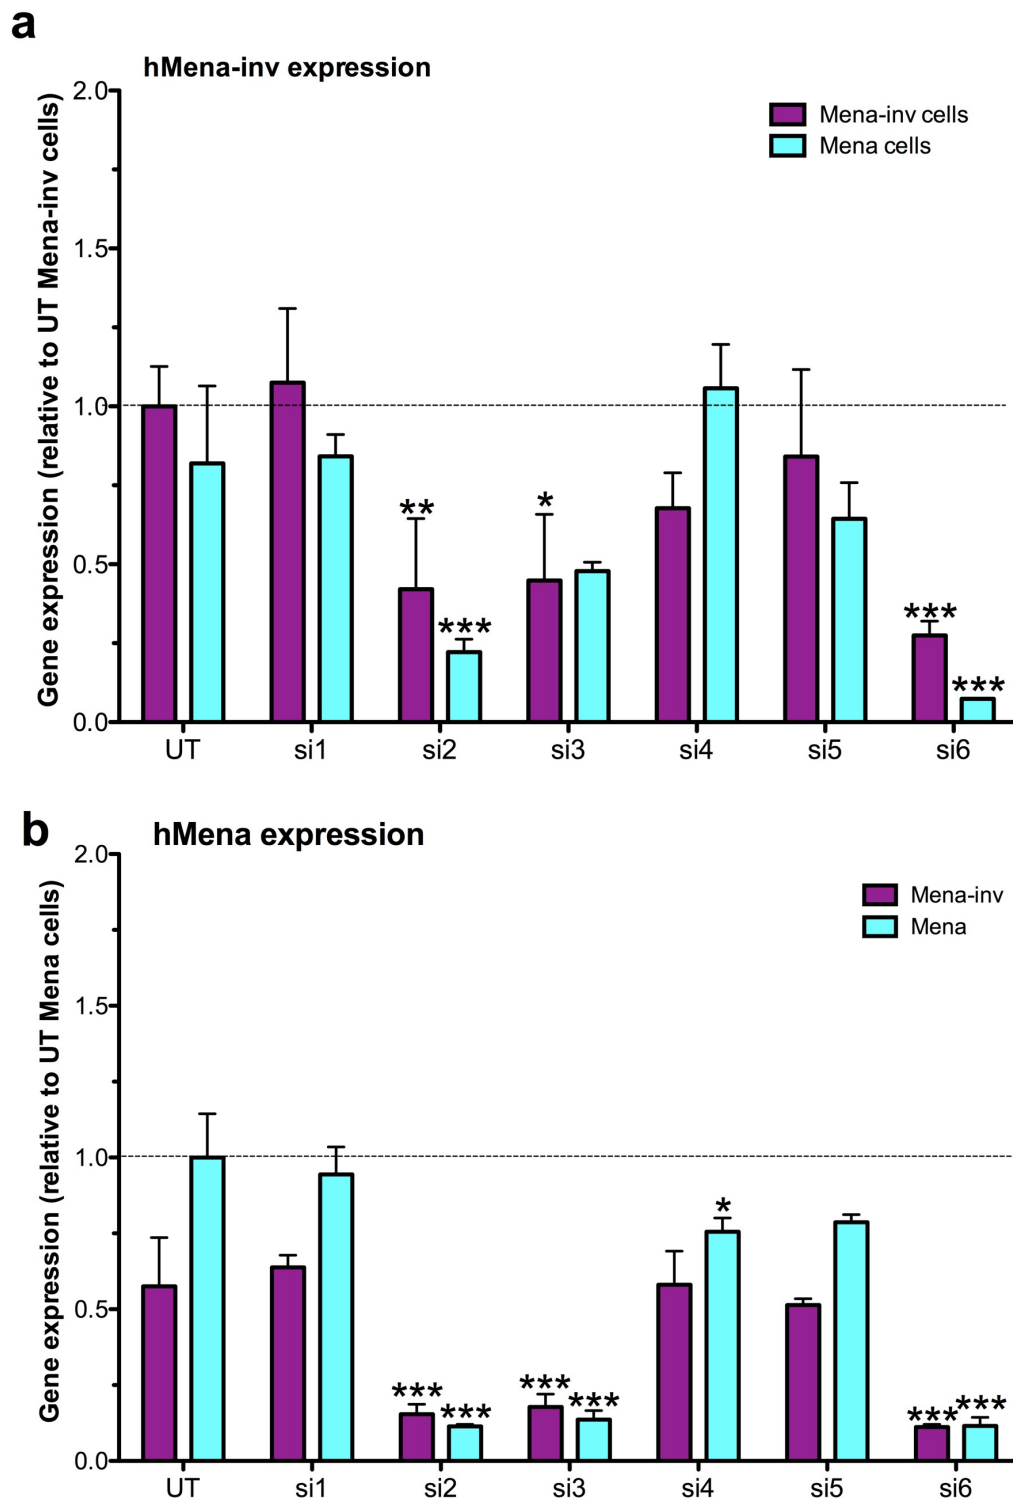 a
hMena-inv expression
Gene expression (relative to UT Mena-inv cells)
2.0
1.5
1.0
0.5
0.0
Mena-inv cells
Mena cells
** *** * *** ***
UT si1 si2 si3 si4 si5 si6
b
hMena expression
Gene expression (relative to UT Mena cells)
2.0
1.5
1.0
0.5
0.0
Mena-inv
Mena
*** *** *** *** * *** ***
UT si1 si2 si3 si4 si5 si6